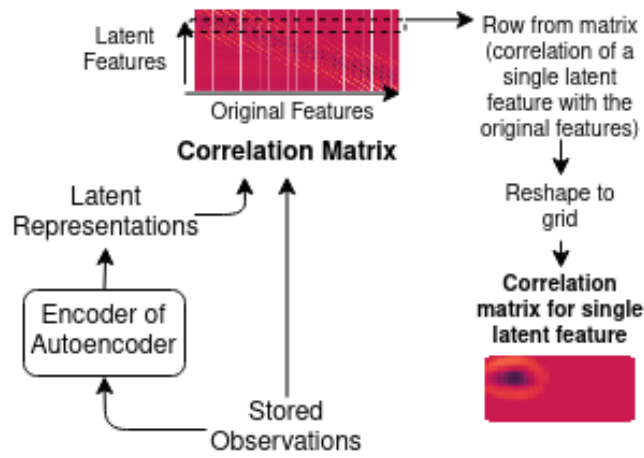 Latent
Features
Original Features
Correlation Matrix
Row from matrix
(correlation of a
single latent
feature with the
original features)
Reshape to
grid
Correlation
matrix for single
latent feature
Latent
Representations
Encoder of
Autoencoder
Stored
Observations